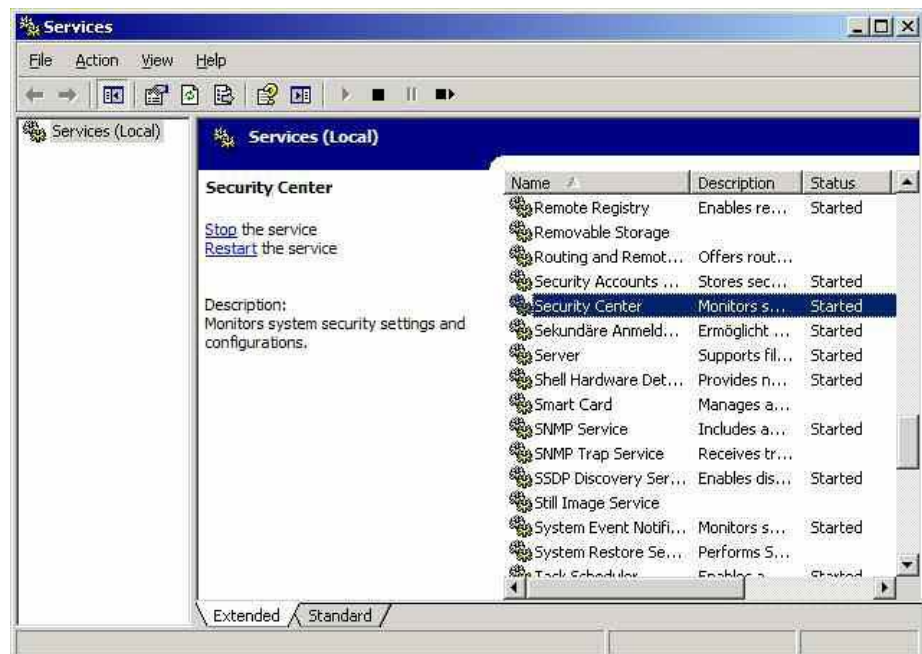 Services
File Action View Help
Services (Local)
Services (Local)
Security Center
Stop the service
Restart the service
Description:
Monitors system security settings and
configurations.
Name Description Status
Remote Registry Enables re... Started
Removable Storage
Routing and Remot... Offers rout...
Security Accounts ... Stores sec... Started
Security Center Monitors s... Started
Sekundäre Anmeld... Ermöglicht ... Started
Server Supports fil... Started
Shell Hardware Det... Provides n... Started
Smart Card Manages a...
SNMP Service Includes a... Started
SNMP Trap Service Receives tr...
SSDP Discovery Ser... Enables dis... Started
Still Image Service
System Event Notifi... Monitors s... Started
System Restore Se... Performs S...
Task Scheduler Enables a... Started
Extended Standard